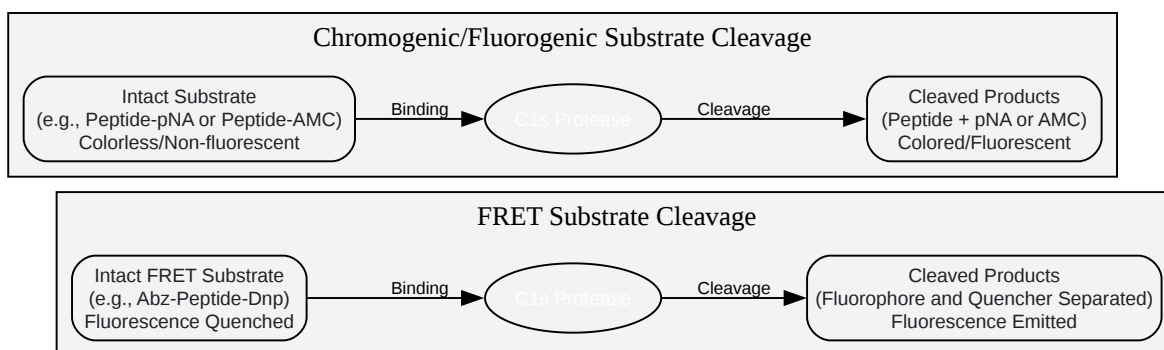 Chromogenic/Fluorogenic Substrate Cleavage
Intact Substrate
(e.g., Peptide-pNA or Peptide-AMC)
Colorless/Non-fluorescent
Binding
C1s Protease
Cleavage
Cleaved Products
(Peptide + pNA or AMC)
Colored/Fluorescent
FRET Substrate Cleavage
Intact FRET Substrate
(e.g., Abz-Peptide-Dnp)
Fluorescence Quenched
Binding
C1s Protease
Cleavage
Cleaved Products
(Fluorophore and Quencher Separated)
Fluorescence Emitted